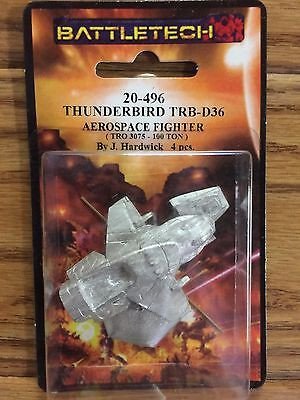 BATTLETECH
20-496
THUNDERBIRD TRB-D36
AEROSPACE FIGHTER
( TRO 3075 - 100 TON )
By J. Hardwick 4 pcs.